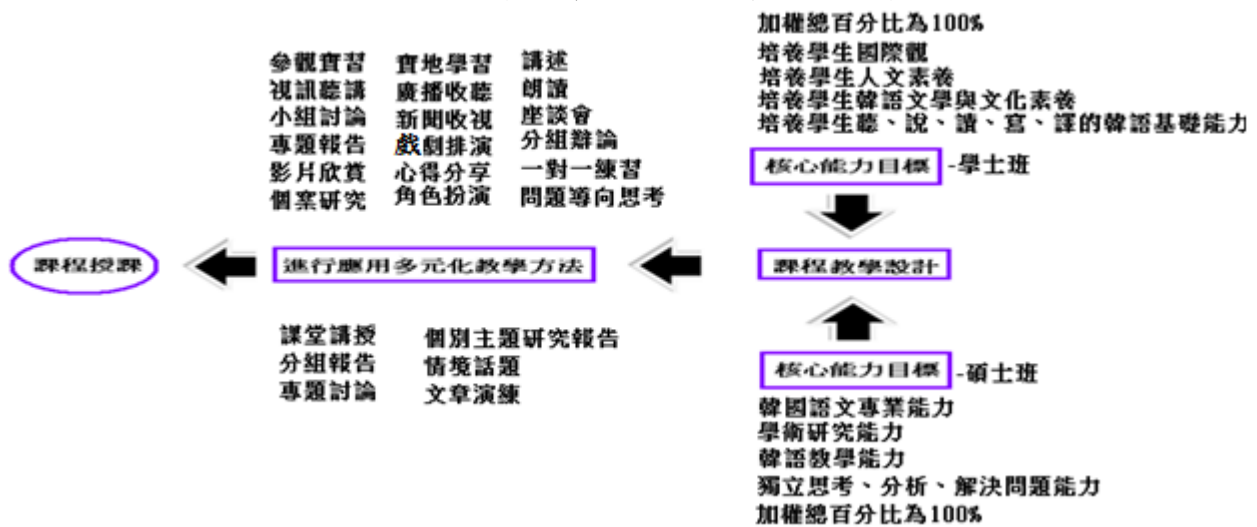 加權總百分比為100%
培養學生國際觀
培養學生人文素養
培養學生韓語文學與文化素養
培養學生聽、說、讀、寫、譯的韓語基礎能力
核心能力目標 -學士班
參觀實習 實地學習 講述
視訊聽講 廣播收聽 朗讀
小組討論 新聞收視 座談會
專題報告 戲劇排演 分組辯論
影片欣賞 心得分享 一對一練習
個案研究 角色扮演 問題導向思考
課程授課 進行應用多元化教學方法 課程教學設計
課堂講授 個別主題研究報告
分組報告 情境話題
專題討論 文章演練
核心能力目標 -碩士班
韓國語文專業能力
學術研究能力
韓語教學能力
獨立思考、分析、解決問題能力
加權總百分比為100%